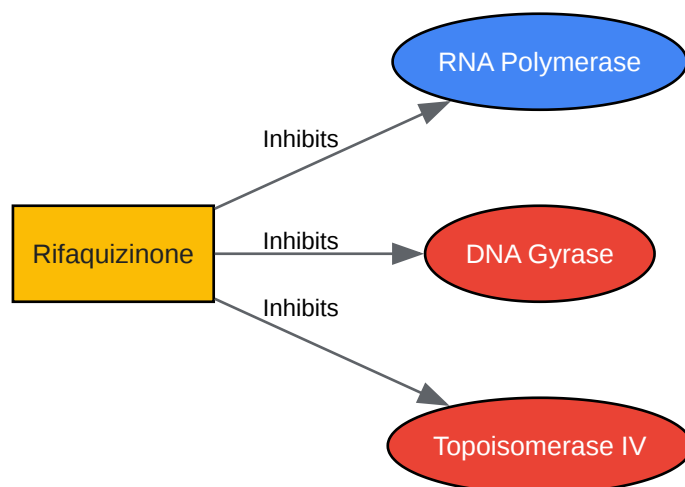 RNA Polymerase
Inhibits
Rifaquizinone
Inhibits
DNA Gyrase
Inhibits
Topoisomerase IV